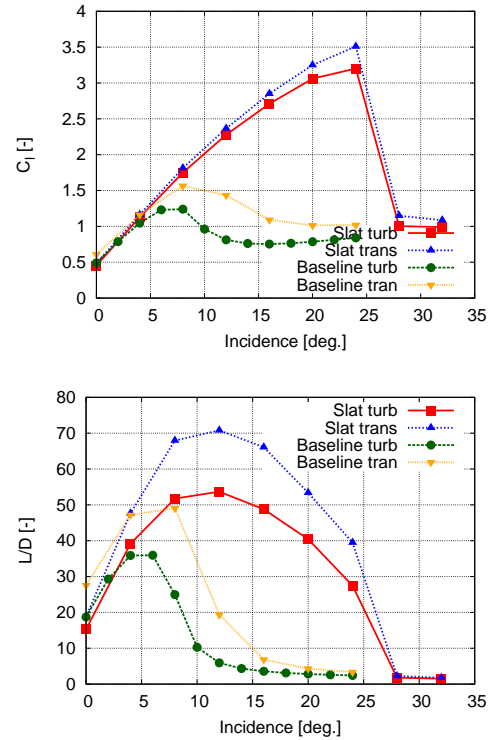 4
3.5
3
2.5
2
1.5
1
0.5
0
C_l [-]
0 5 10 15 20 25 30 35
Incidence [deg.]
Slat turb
Slat trans
Baseline turb
Baseline tran
80
70
60
50
40
30
20
10
0
L/D [-]
0 5 10 15 20 25 30 35
Incidence [deg.]
Slat turb
Slat trans
Baseline turb
Baseline tran